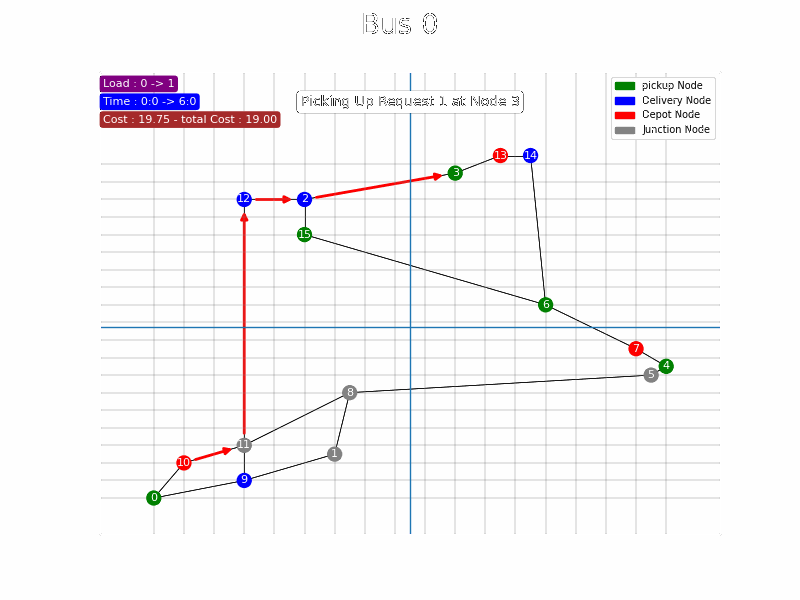 Bus 0
Load : 0 -> 1
Time : 0:0 -> 6:0
Cost : 19.75 - total Cost : 19.00
Picking Up Request 1 at Node 3
pickup Node
Delivery Node
Depot Node
Junction Node
13
14
3
12
2
15
6
7
4
5
8
11
1
10
9
0